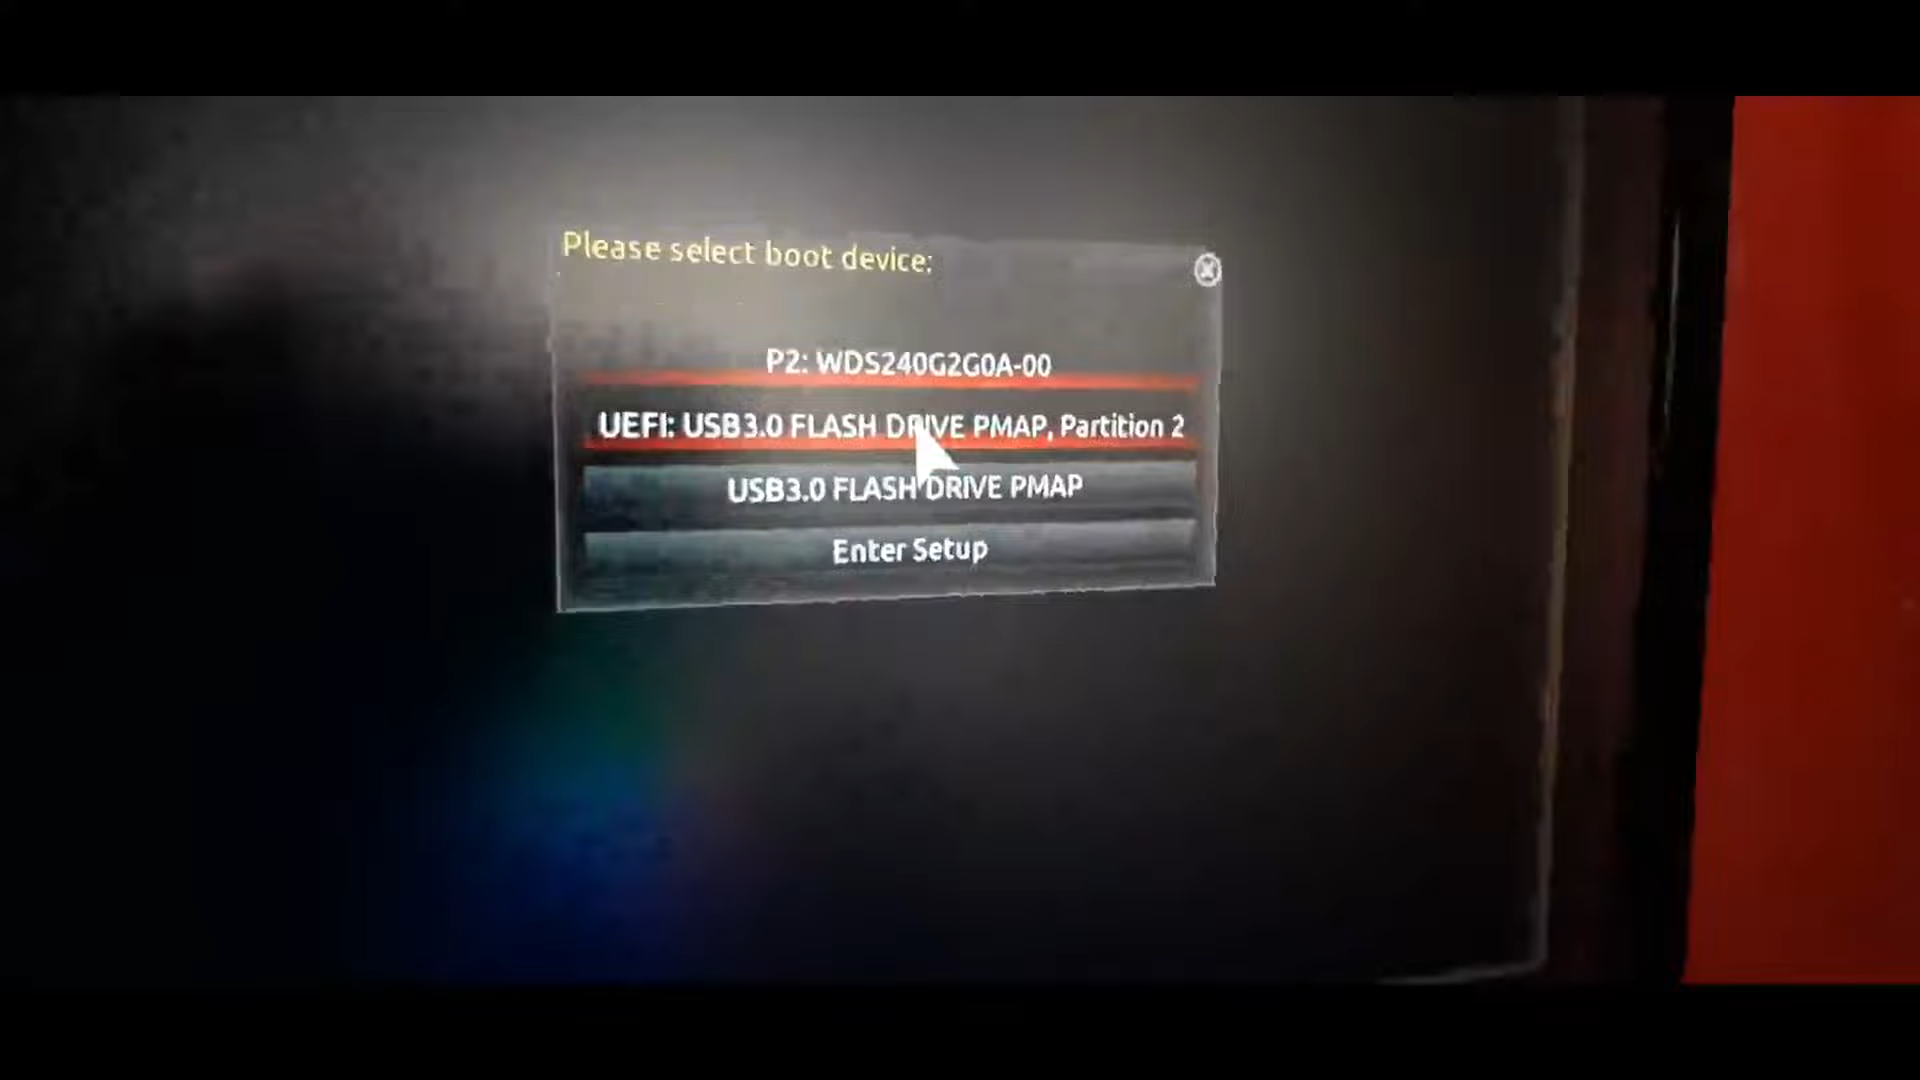 Please select boot device:
P2: WDS240G2G0A-00
UEFI: USB3.0 FLASH DRIVE PMAP, Partition 2
USB3.0 FLASH DRIVE PMAP
Enter Setup